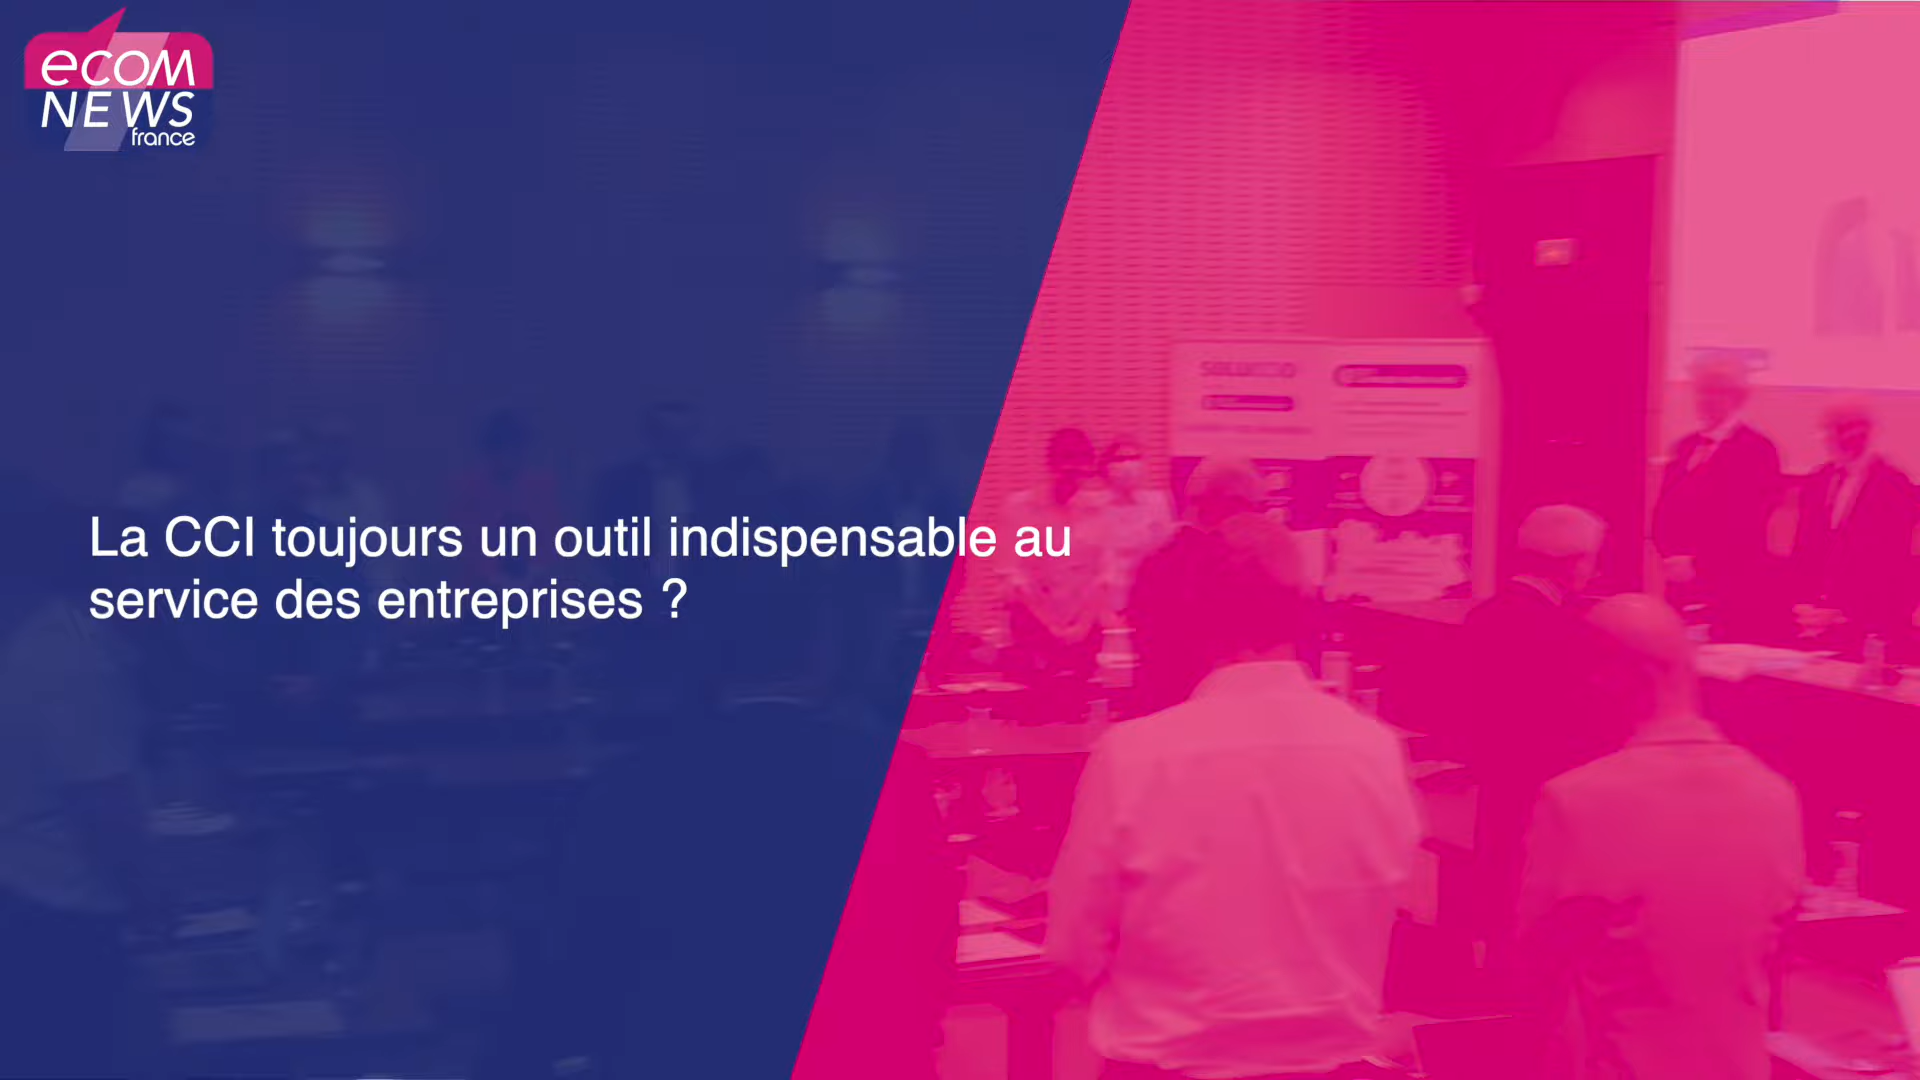 ecom
NEWS
france
La CCI toujours un outil indispensable au
service des entreprises ?